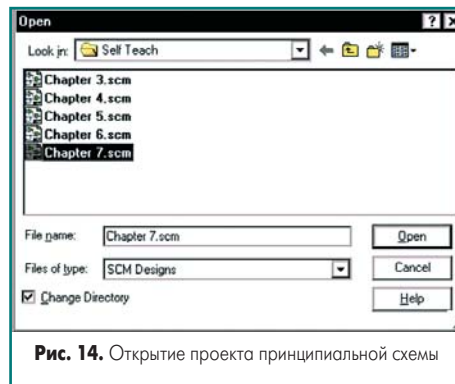 Open
Look in: Self Teach
Chapter 3.scm
Chapter 4.scm
Chapter 5.scm
Chapter 6.scm
Chapter 7.scm
File name: Chapter 7.scm Open
Files of type: SCM Designs Cancel
Change Directory Help
Рис. 14. Открытие проекта принципиальной схемы